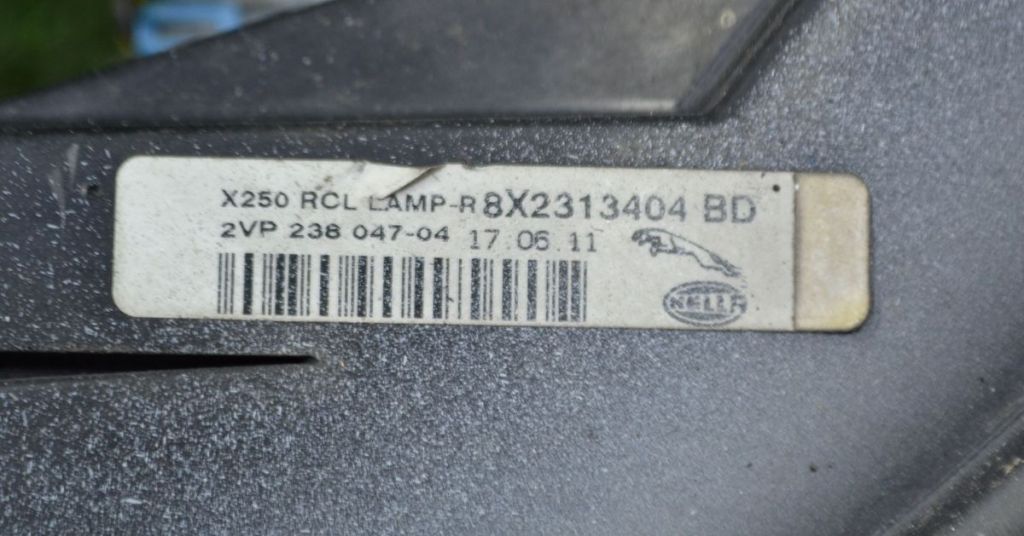 X250 RCL LAMP-R 8X2313404 BD
2VP 238 047-04 17.06.11
HELLA